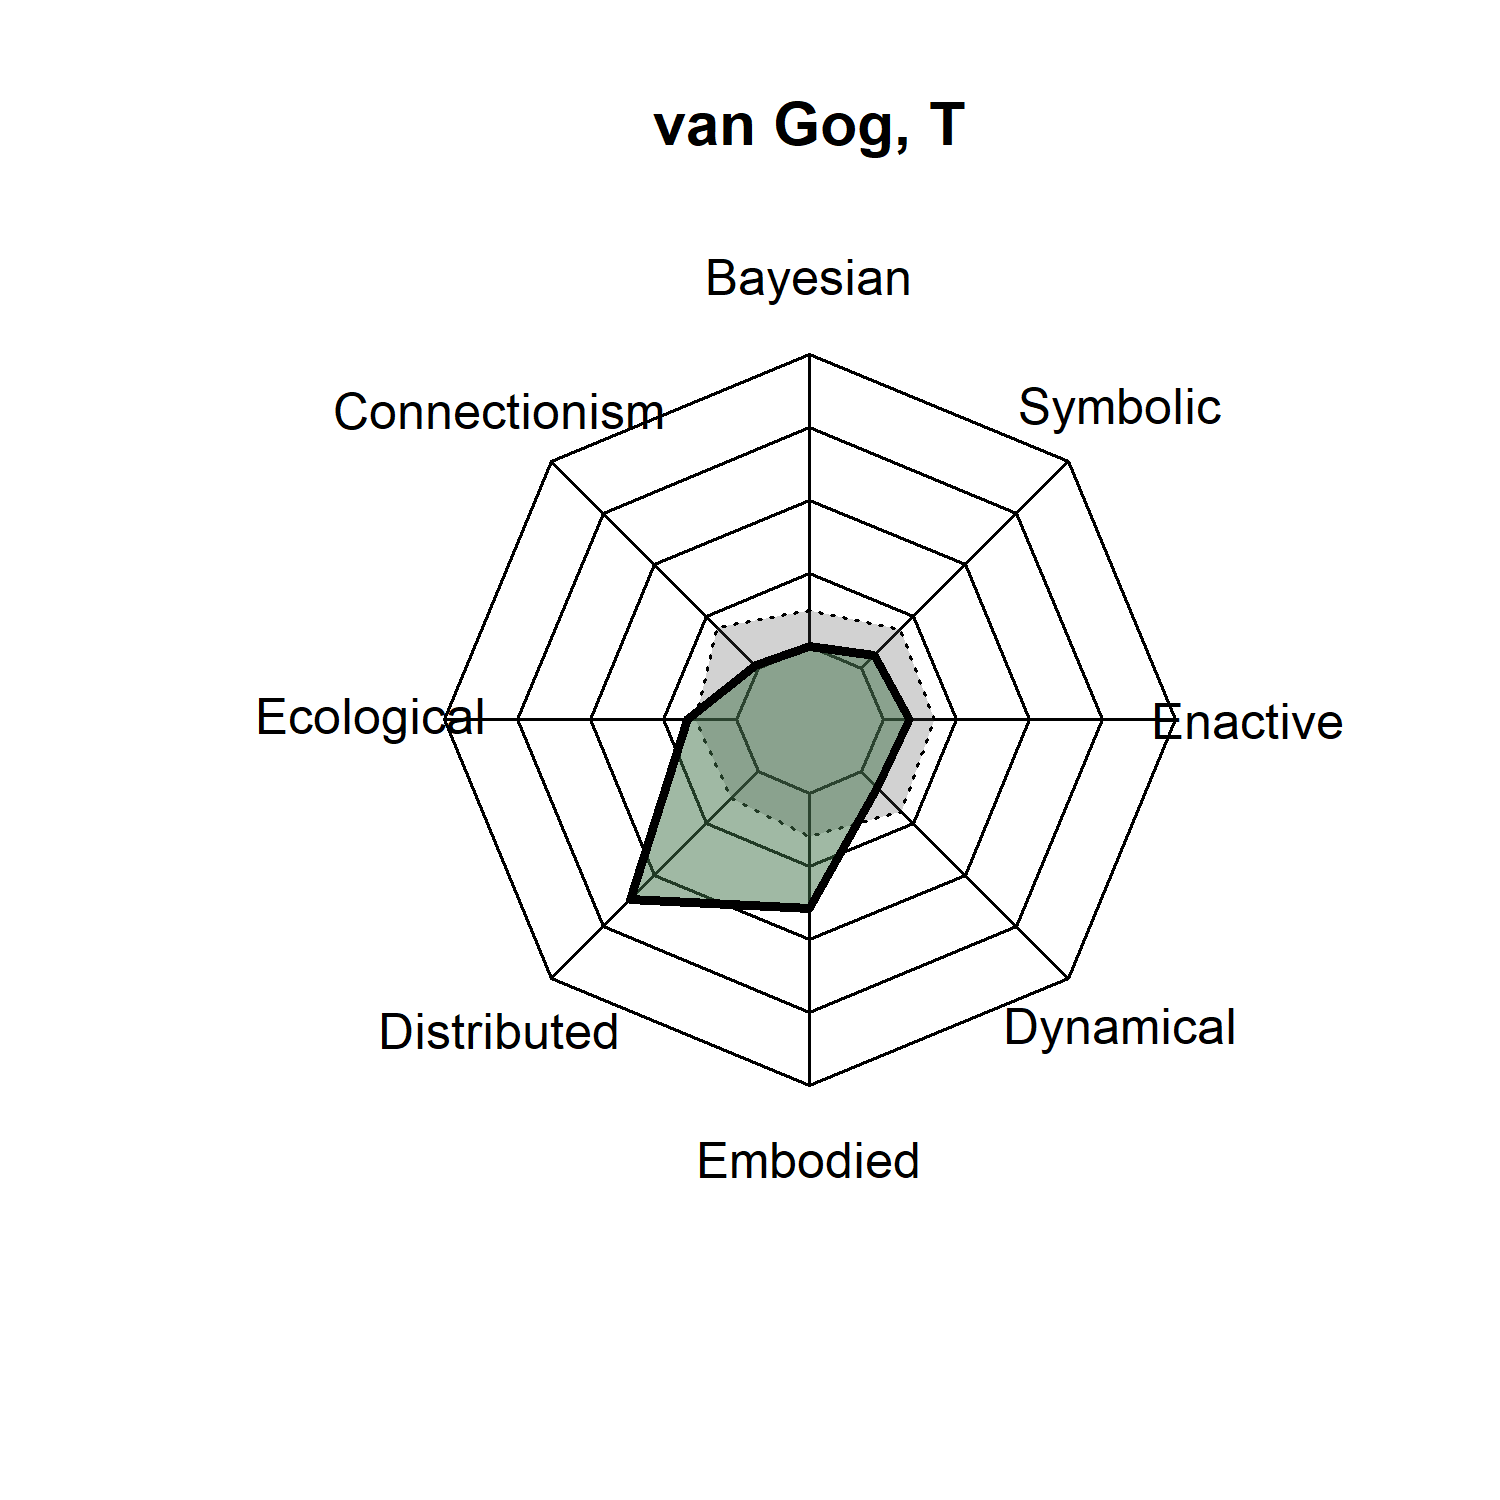 van Gog, T
Bayesian
Connectionism
Symbolic
Ecological
Enactive
Distributed
Dynamical
Embodied